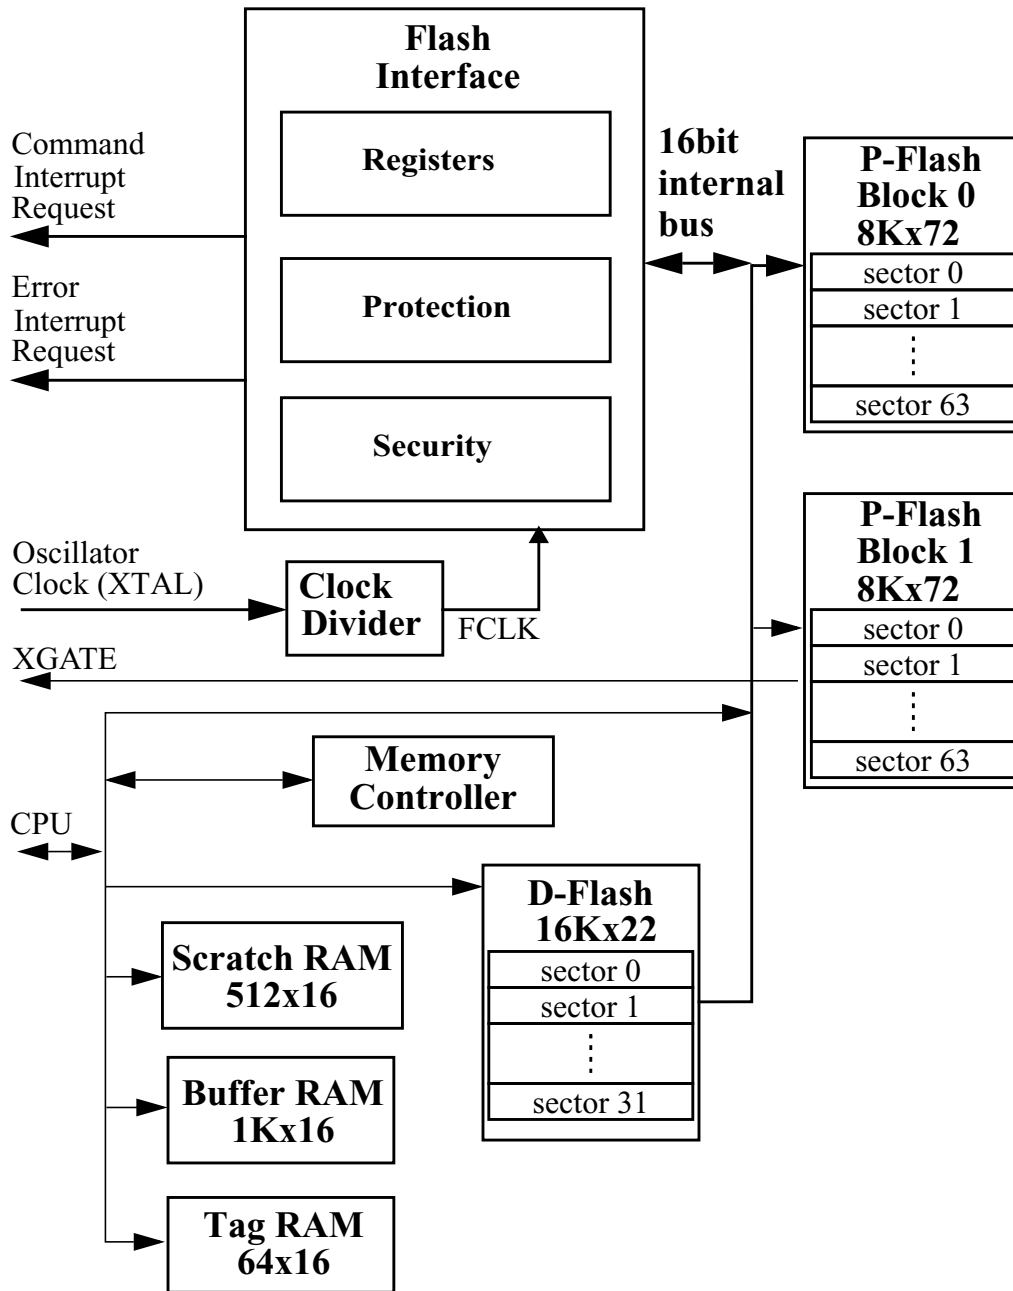 Flash
Interface
Registers
Protection
Security
Command
Interrupt
Request
Error
Interrupt
Request
16bit
internal
bus
P-Flash
Block 0
8Kx72
sector 0
sector 1
sector 63
P-Flash
Block 1
8Kx72
sector 0
sector 1
sector 63
Oscillator
Clock (XTAL)
Clock
Divider
FCLK
XGATE
Memory
Controller
CPU
D-Flash
16Kx22
sector 0
sector 1
sector 31
Scratch RAM
512x16
Buffer RAM
1Kx16
Tag RAM
64x16